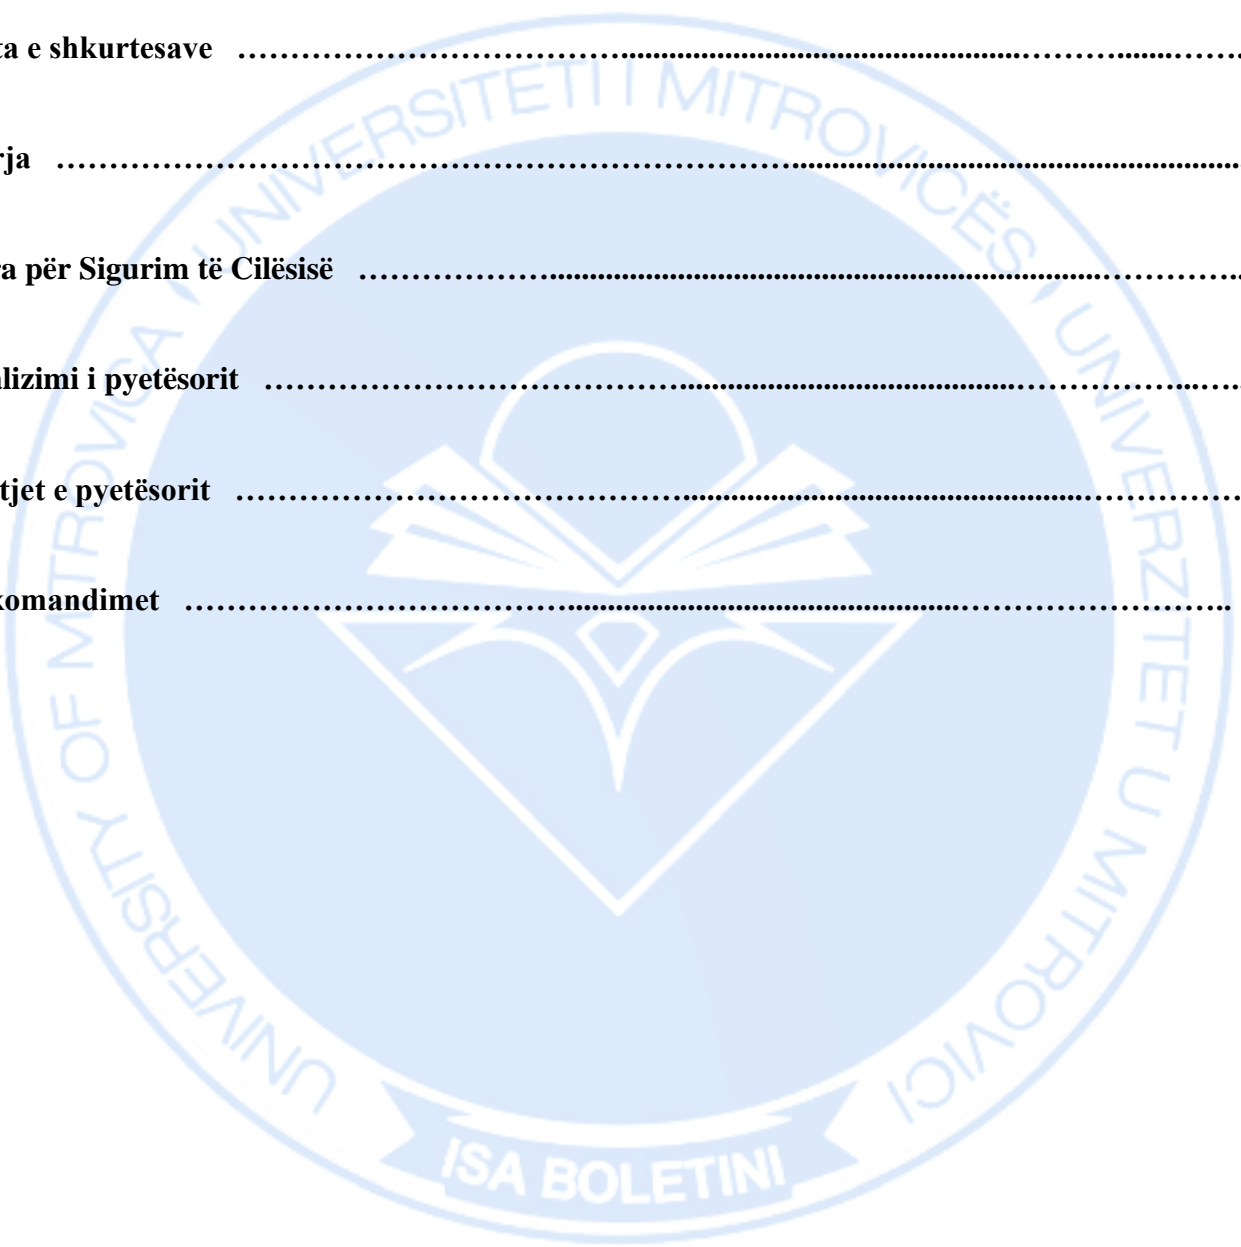 ta e shkurtesave ……………………………………….............................................................………….......…….
rja ……………………………………………………………………......................................................................
ra për Sigurim të Cilësisë …………………..................................................................................…………..
alizimi i pyetësorit ………………………………………..................................................…………………...…..
tjet e pyetësorit …………………………………………..........................................................………………
komandimet ……………………………………...........................................................………………………..
UNIVERSITETI I MITROVICËS
UNIVERZITET U MITROVICI
UNIVERSITY OF MITROVICA
ISA BOLETINI